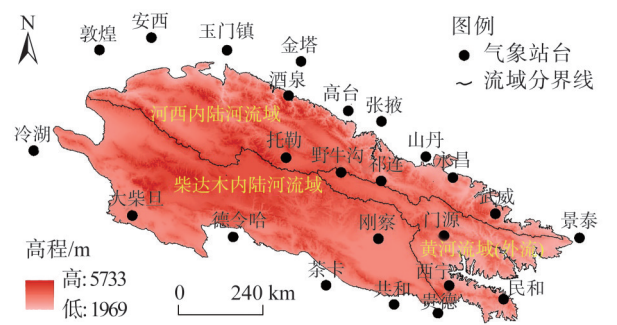 N
安西
敦煌
玉门镇
金塔
酒泉
高台
张掖
河西内陆河流域
冷湖
托勒
野牛沟
祁连
山丹
永昌
柴达木内陆河流域
大柴旦
德令哈
刚察
门源
武威
景泰
黄河流域(外流)
茶卡
西宁
共和
贵德
民和
图例
气象站台
流域分界线
高程/m
高:5733
低:1969
0 240 km